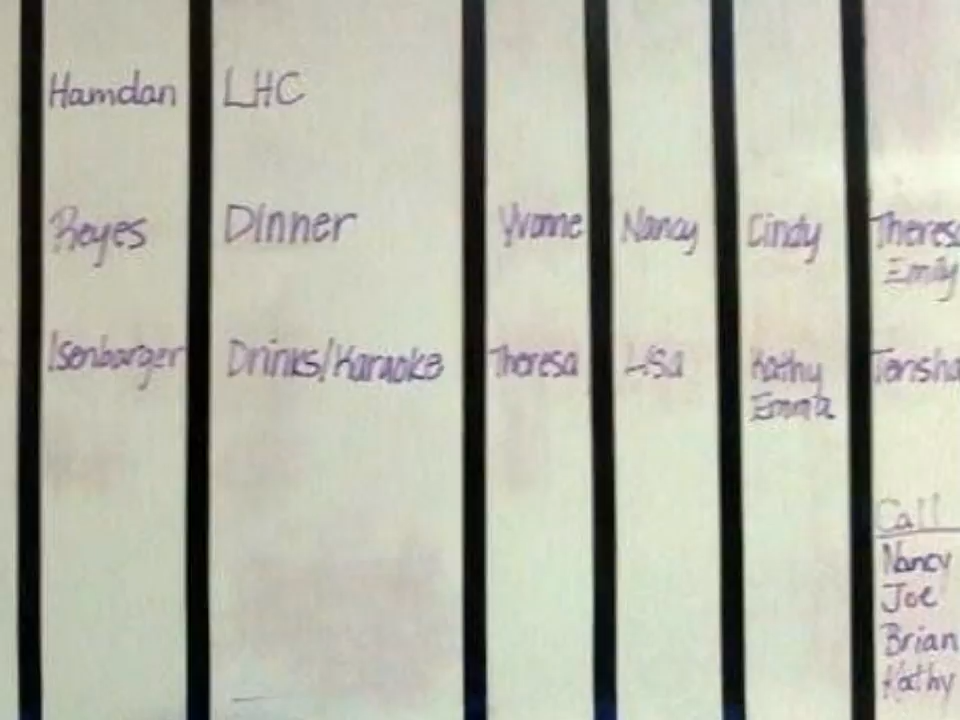 Hamdan LHC
Reyes Dinner Yvonne Nancy Cindy Theres
Emily
Isenbarger Drinks/Karaoke Theresa Lisa Kathy Tensha
Emma
Call
Nancy
Joe
Brian
Kathy